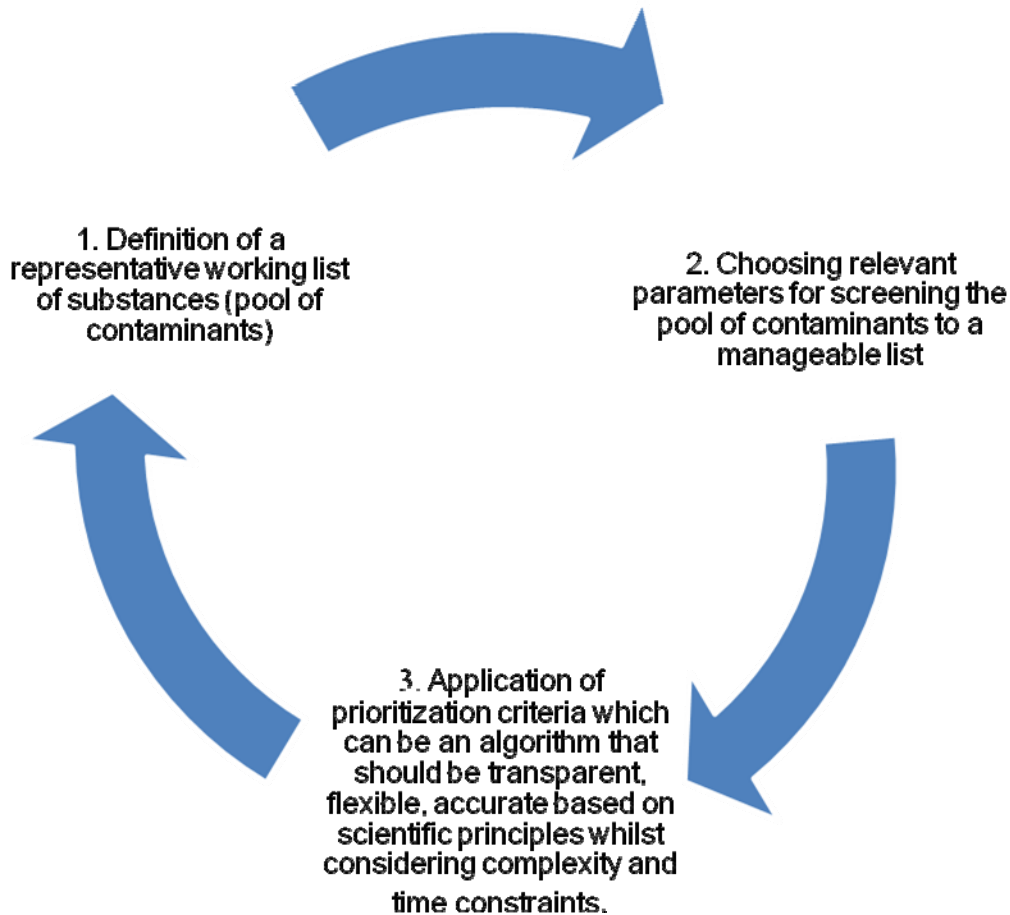 1. Definition of a
representative working list
of substances (pool of
contaminants)
2. Choosing relevant
parameters for screening the
pool of contaminants to a
manageable list
3. Application of
prioritization criteria which
can be an algorithm that
should be transparent,
flexible, accurate based on
scientific principles whilst
considering complexity and
time constraints,